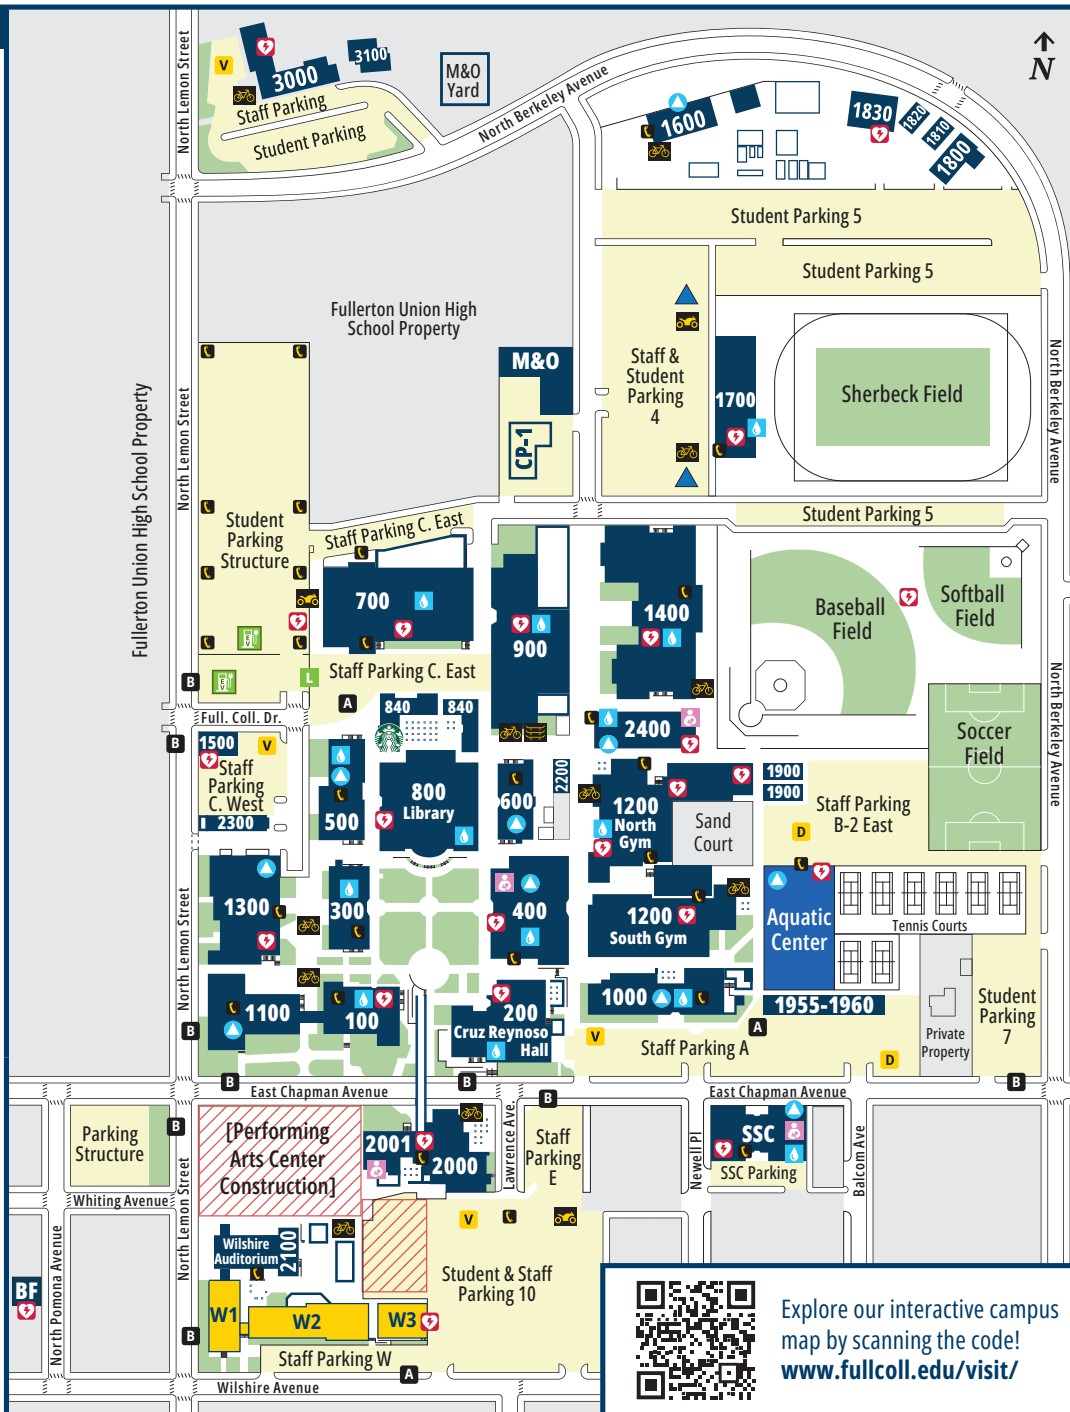 North Lemon Street
V
3000
3100
Staff Parking
Student Parking
M&O
Yard
North Berkeley Avenue
N
1600
1830
1820
1810
1800
Student Parking 5
Student Parking 5
Fullerton Union High
School Property
Fullerton Union High School Property
North Lemon Street
M&O
CP-1
Staff &
Student
Parking
4
1700
Sherbeck Field
North Berkeley Avenue
Student Parking 5
Student
Parking
Structure
Staff Parking C. East
700
900
1400
Baseball
Field
Softball
Field
EV
EV
L
B
Staff Parking C. East
A
840
840
Full. Coll. Dr.
B
1500
V
Staff
Parking
C. West
2300
500
800
Library
600
2200
2400
1200
North
Gym
Sand
Court
1900
1900
Staff Parking
B-2 East
D
Soccer
Field
North Berkeley Avenue
North Lemon Street
1300
300
400
1200
South Gym
Aquatic
Center
Tennis Courts
1100
100
200
Cruz Reynoso
Hall
1000
1955-1960
B
V
A
Staff Parking A
D
Private
Property
Student
Parking
7
B
East Chapman Avenue
B
B
East Chapman Avenue
B
Parking
Structure
B
[Performing
Arts Center
Construction]
2001
2000
Lawrence Ave.
Staff
Parking
E
Newell Pl
SSC
SSC Parking
Balcom Ave
Whiting Avenue
North Lemon Street
North Pomona Avenue
V
Wilshire
Auditorium
2100
BF
W1
W2
W3
Student & Staff
Parking 10
B
Staff Parking W
A
Wilshire Avenue
Explore our interactive campus
map by scanning the code!
www.fullcoll.edu/visit/